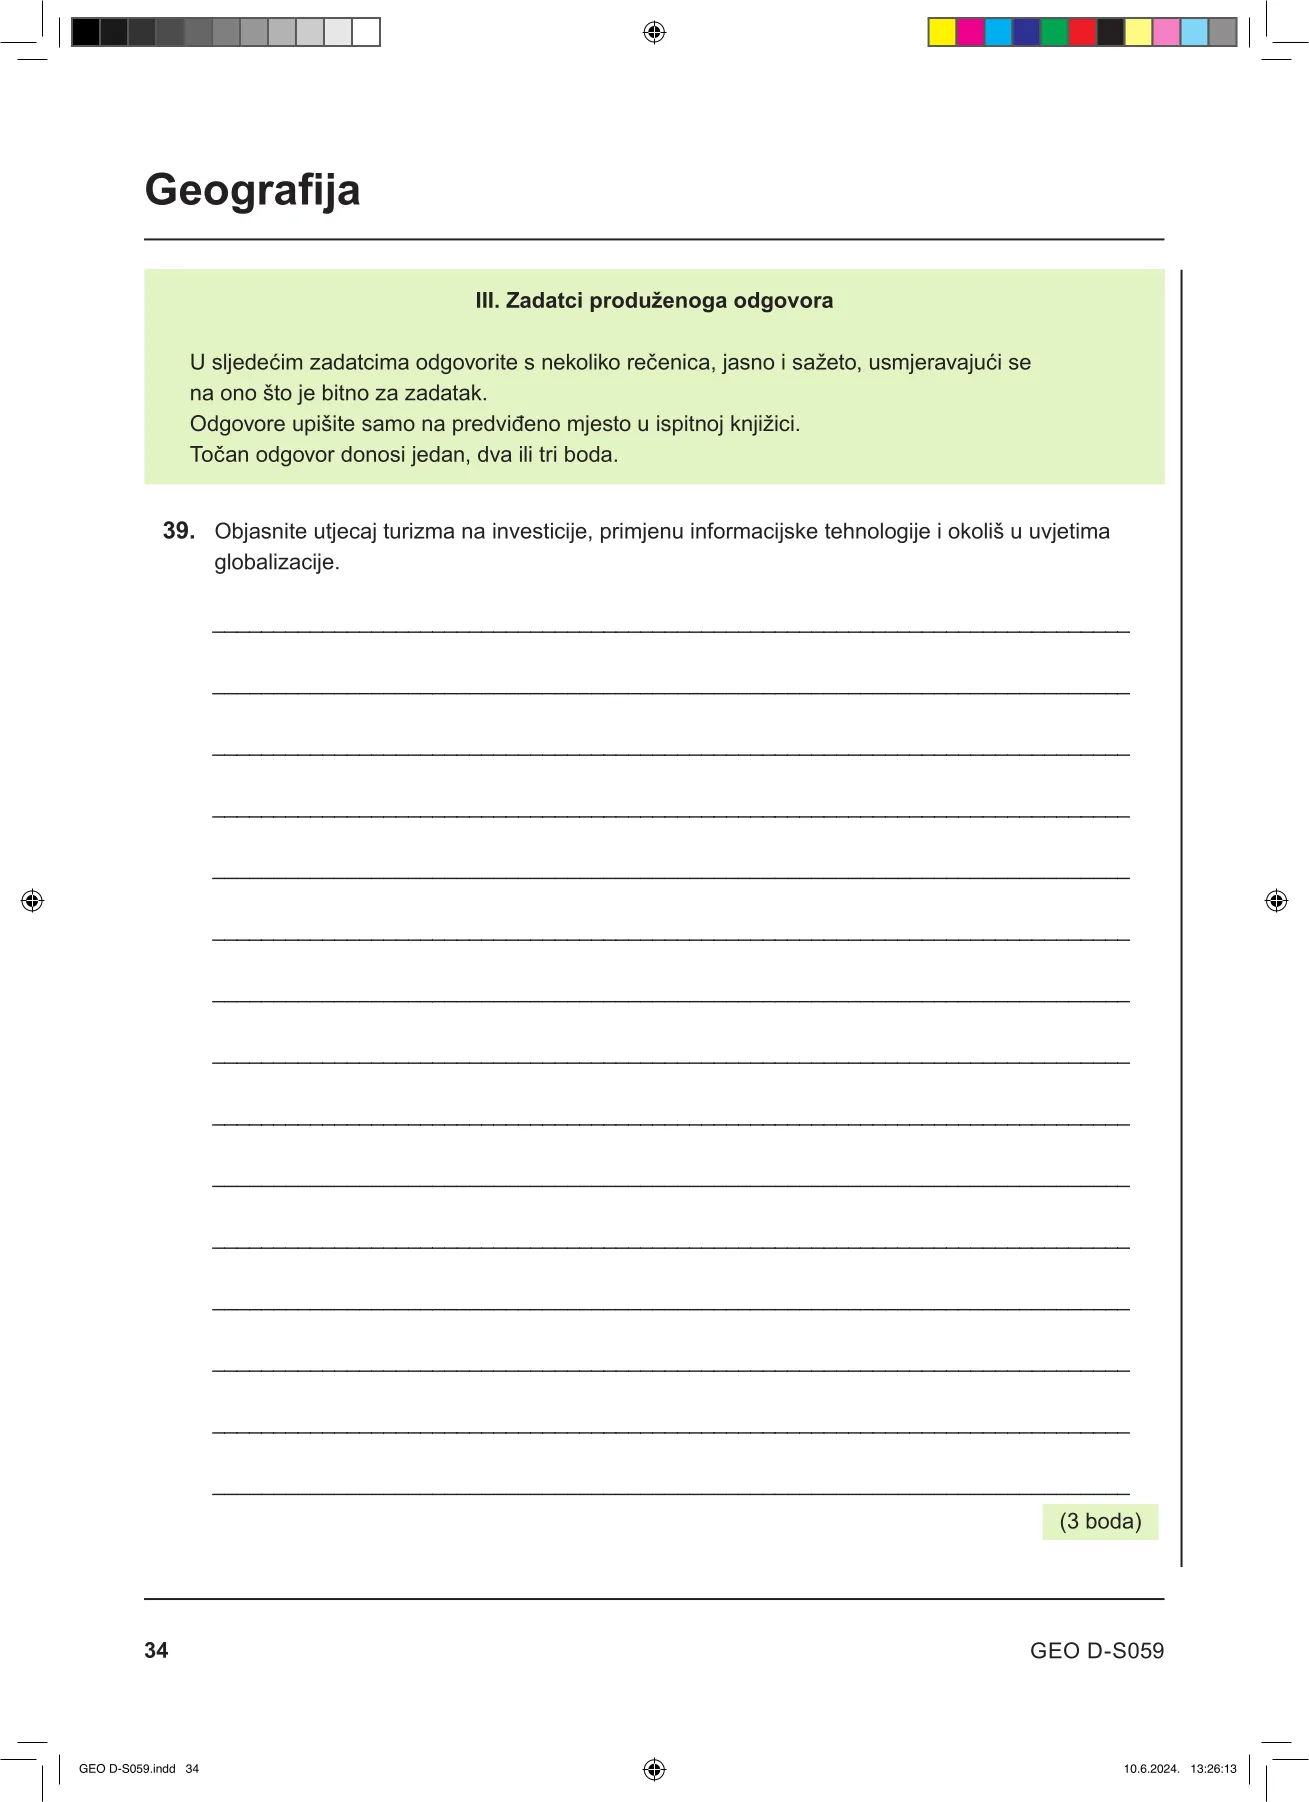 Geografija
III. Zadatci produženoga odgovora
U sljedećim zadatcima odgovorite s nekoliko rečenica, jasno i sažeto, usmjeravajući se
na ono što je bitno za zadatak.
Odgovore upišite samo na predviđeno mjesto u ispitnoj knjižici.
Točan odgovor donosi jedan, dva ili tri boda.
39. Objasnite utjecaj turizma na investicije, primjenu informacijske tehnologije i okoliš u uvjetima
globalizacije.
(3 boda)
34 GEO D-S059
GEO D-S059.indd 34 10.6.2024. 13:26:13